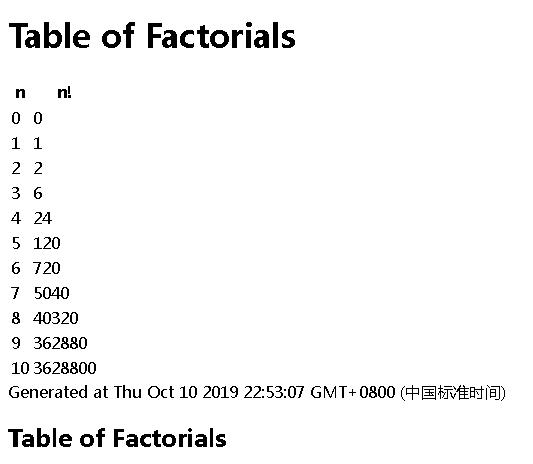 Table of Factorials
n n!
0 0
1 1
2 2
3 6
4 24
5 120
6 720
7 5040
8 40320
9 362880
10 3628800
Generated at Thu Oct 10 2019 22:53:07 GMT+0800 (中国标准时间)
Table of Factorials